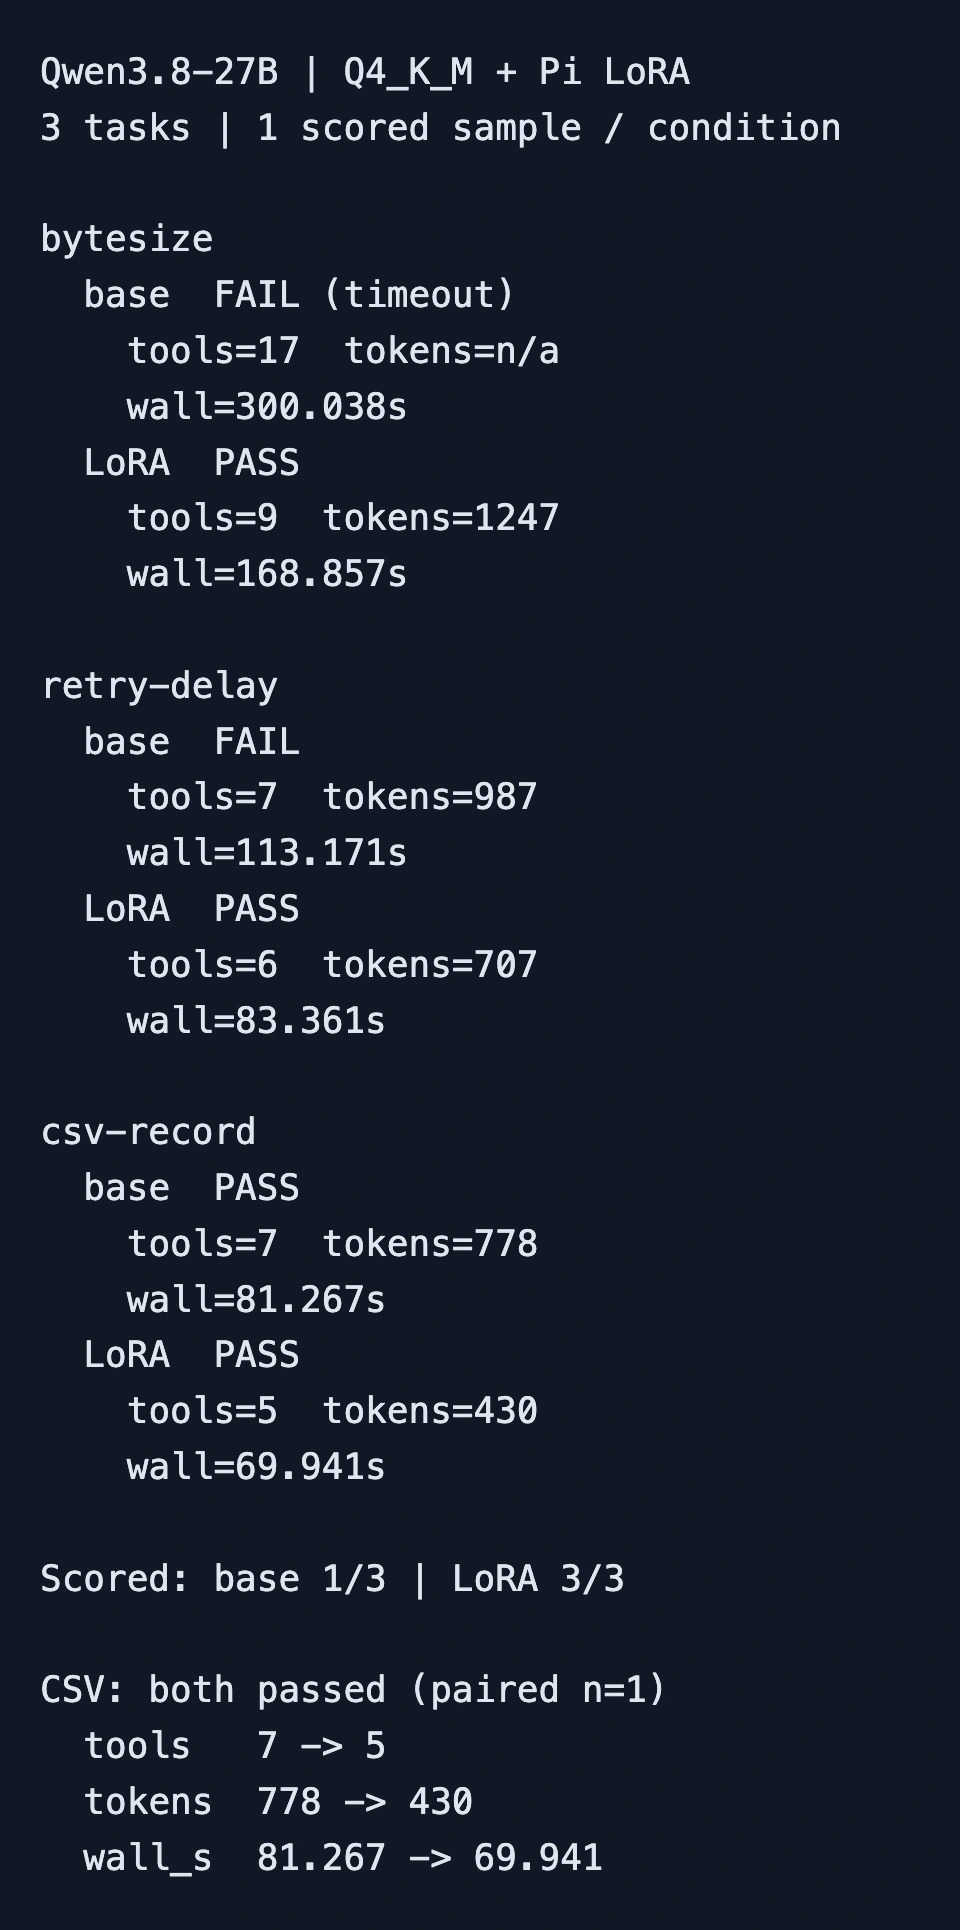 Qwen3.8-27B | Q4_K_M + Pi LoRA
3 tasks | 1 scored sample / condition

bytesize
  base  FAIL (timeout)
    tools=17  tokens=n/a
    wall=300.038s
  LoRA  PASS
    tools=9  tokens=1247
    wall=168.857s

retry-delay
  base  FAIL
    tools=7  tokens=987
    wall=113.171s
  LoRA  PASS
    tools=6  tokens=707
    wall=83.361s

csv-record
  base  PASS
    tools=7  tokens=778
    wall=81.267s
  LoRA  PASS
    tools=5  tokens=430
    wall=69.941s

Scored: base 1/3 | LoRA 3/3

CSV: both passed (paired n=1)
  tools   7 -> 5
  tokens  778 -> 430
  wall_s  81.267 -> 69.941